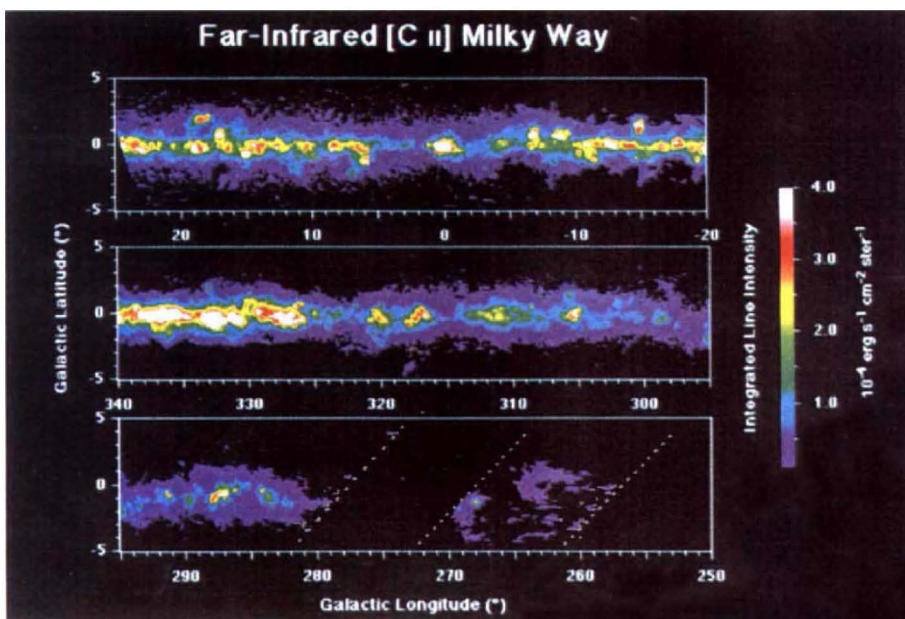 Far-Infrared [C II] Milky Way
5
0
-5
20 10 0 -10 -20
5
0
-5
340 330 320 310 300
5
0
-5
290 280 270 260 250
Galactic Latitude (°)
Galactic Longitude (°)
4.0
3.0
2.0
1.0
Integrated Line Intensity
10⁻⁴ erg s⁻¹ cm⁻² ster⁻¹